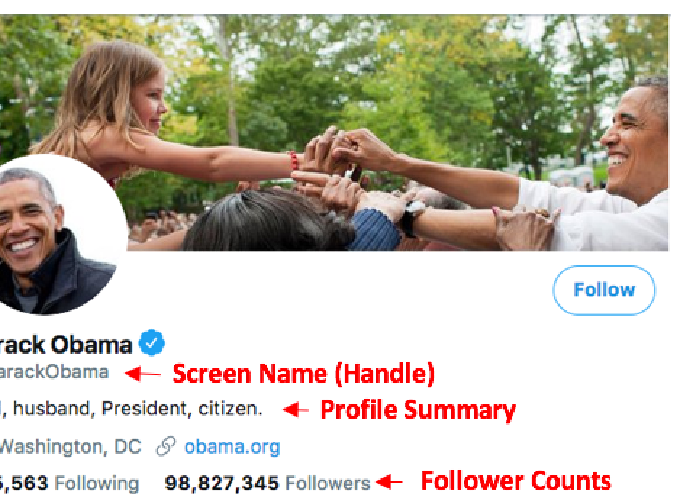 Follow
rack Obama
arackObama Screen Name (Handle)
, husband, President, citizen. Profile Summary
Washington, DC obama.org
5,563 Following 98,827,345 Followers Follower Counts